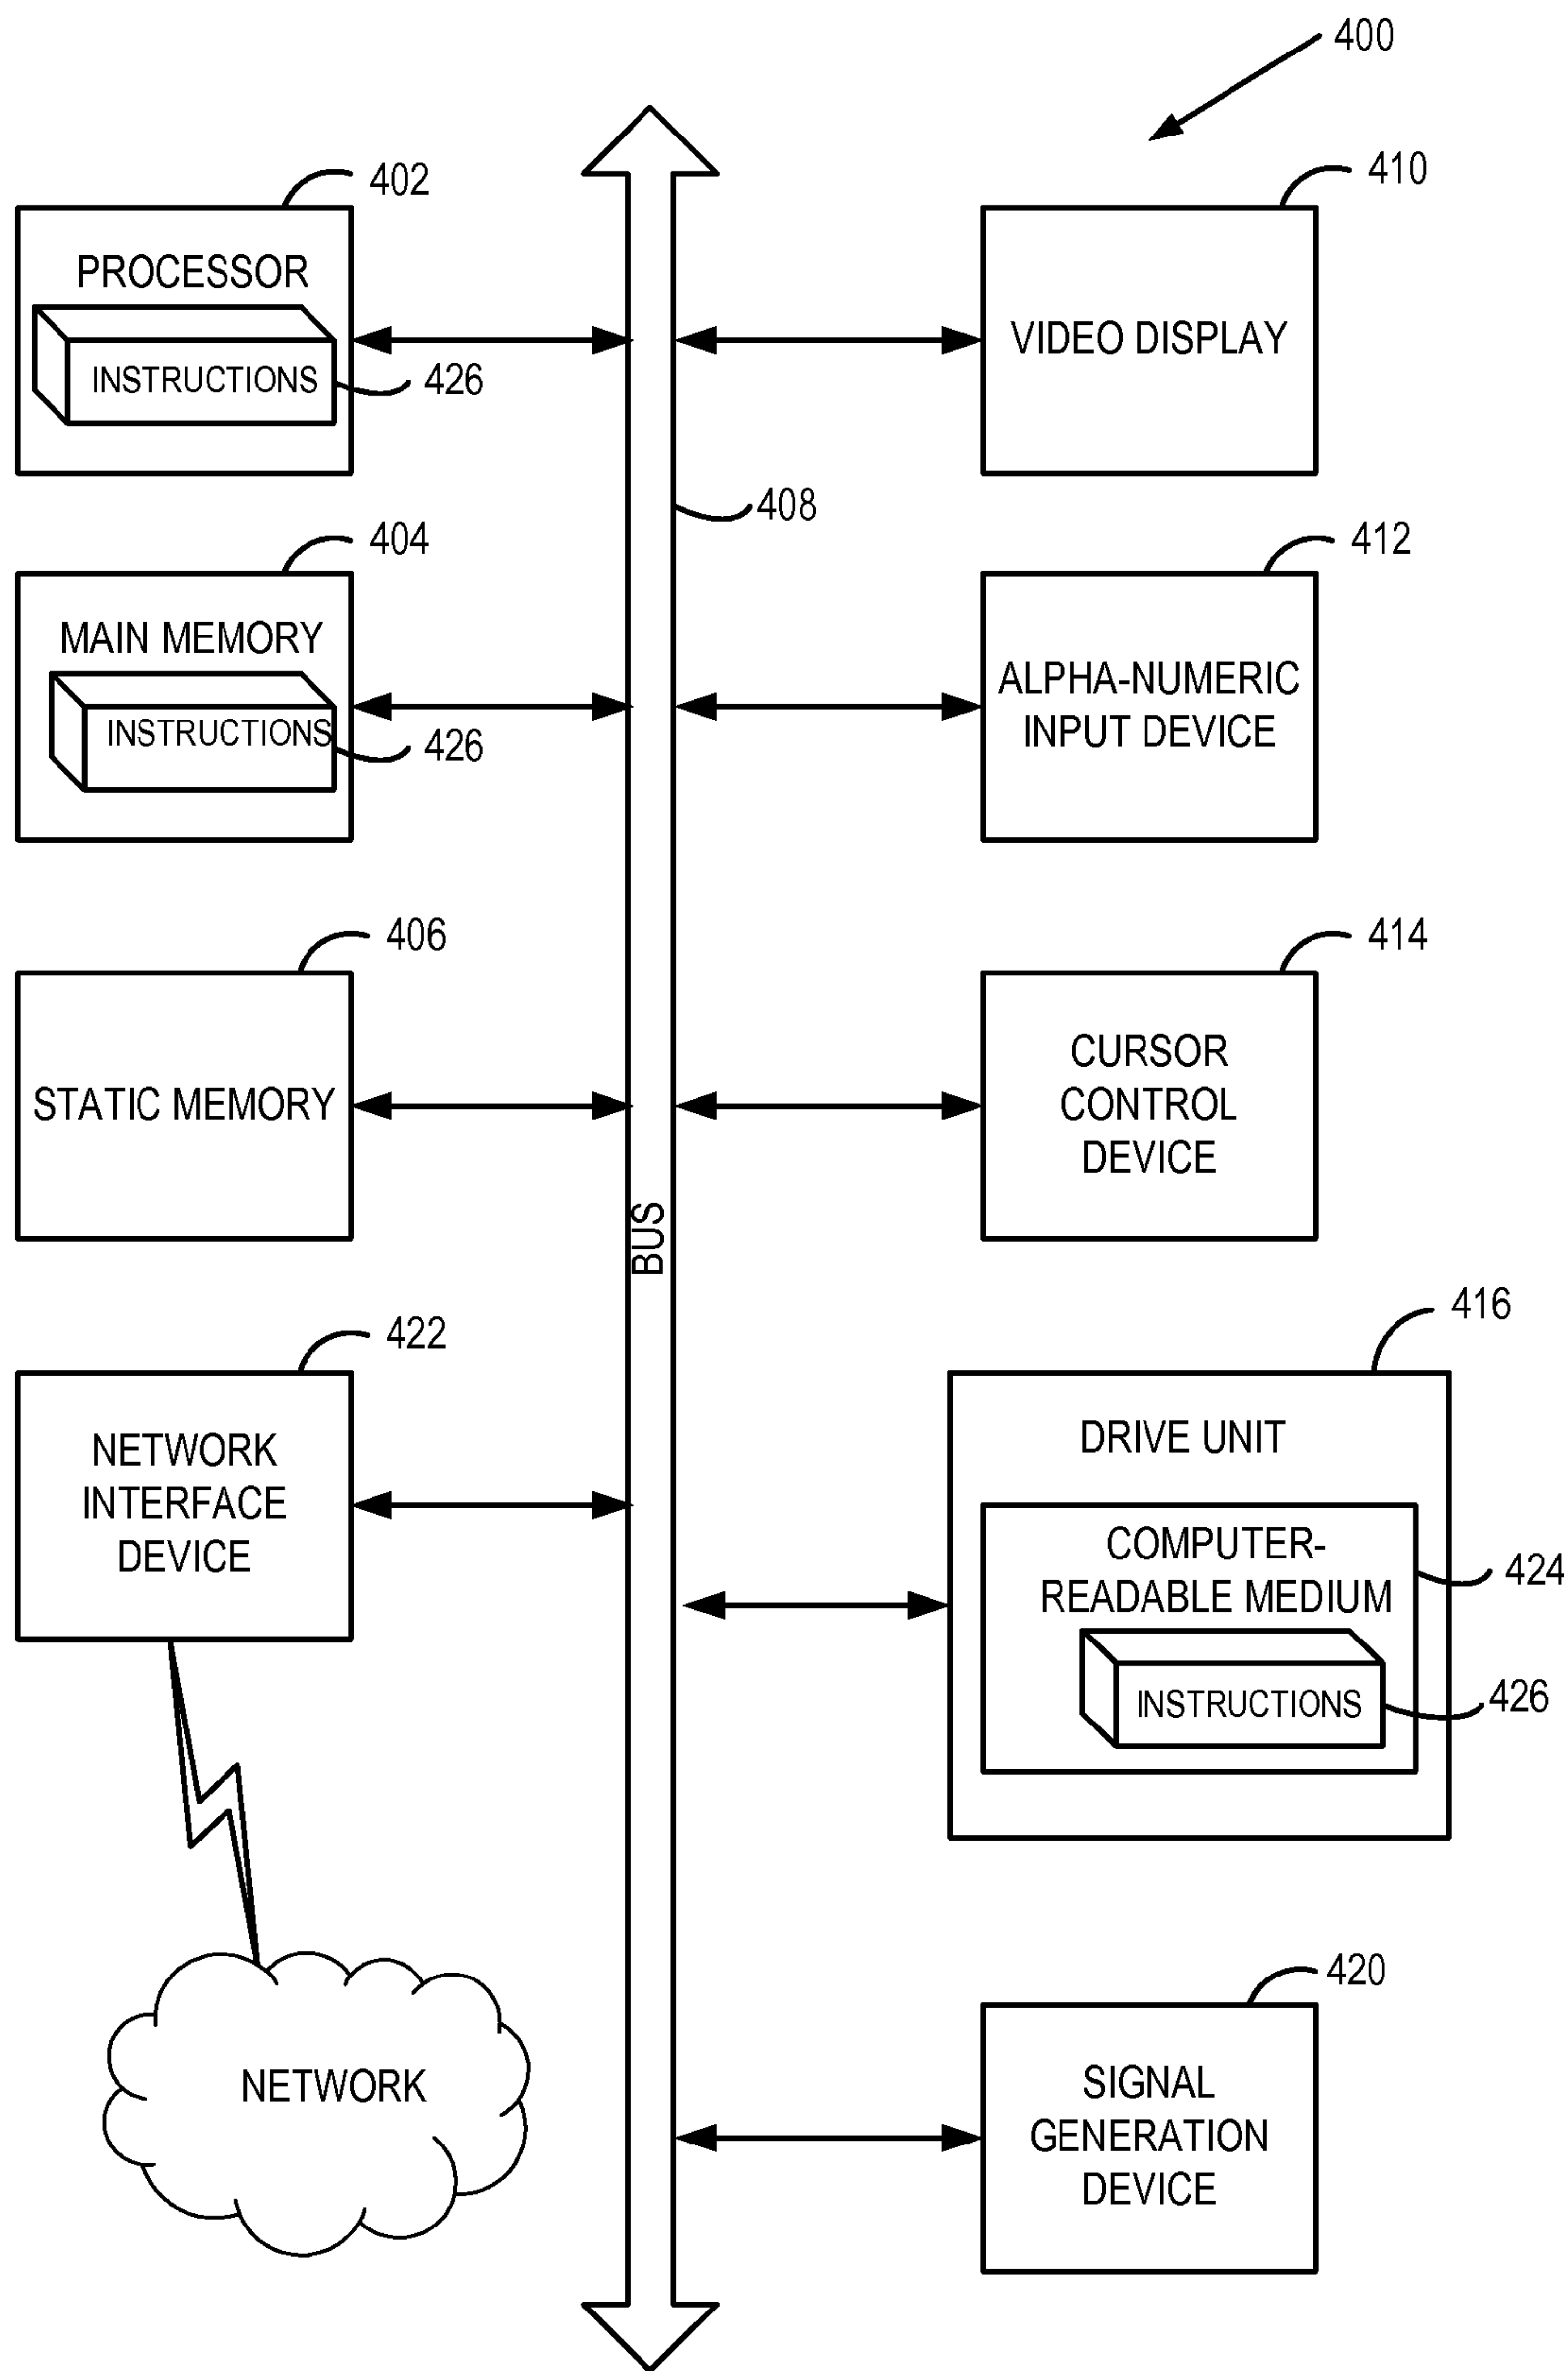 400
402
PROCESSOR
INSTRUCTIONS
426
410
VIDEO DISPLAY
408
404
MAIN MEMORY
INSTRUCTIONS
426
412
ALPHA-NUMERIC
INPUT DEVICE
406
STATIC MEMORY
414
CURSOR
CONTROL
DEVICE
BUS
422
NETWORK
INTERFACE
DEVICE
416
DRIVE UNIT
COMPUTER-
READABLE MEDIUM
424
INSTRUCTIONS
426
NETWORK
420
SIGNAL
GENERATION
DEVICE